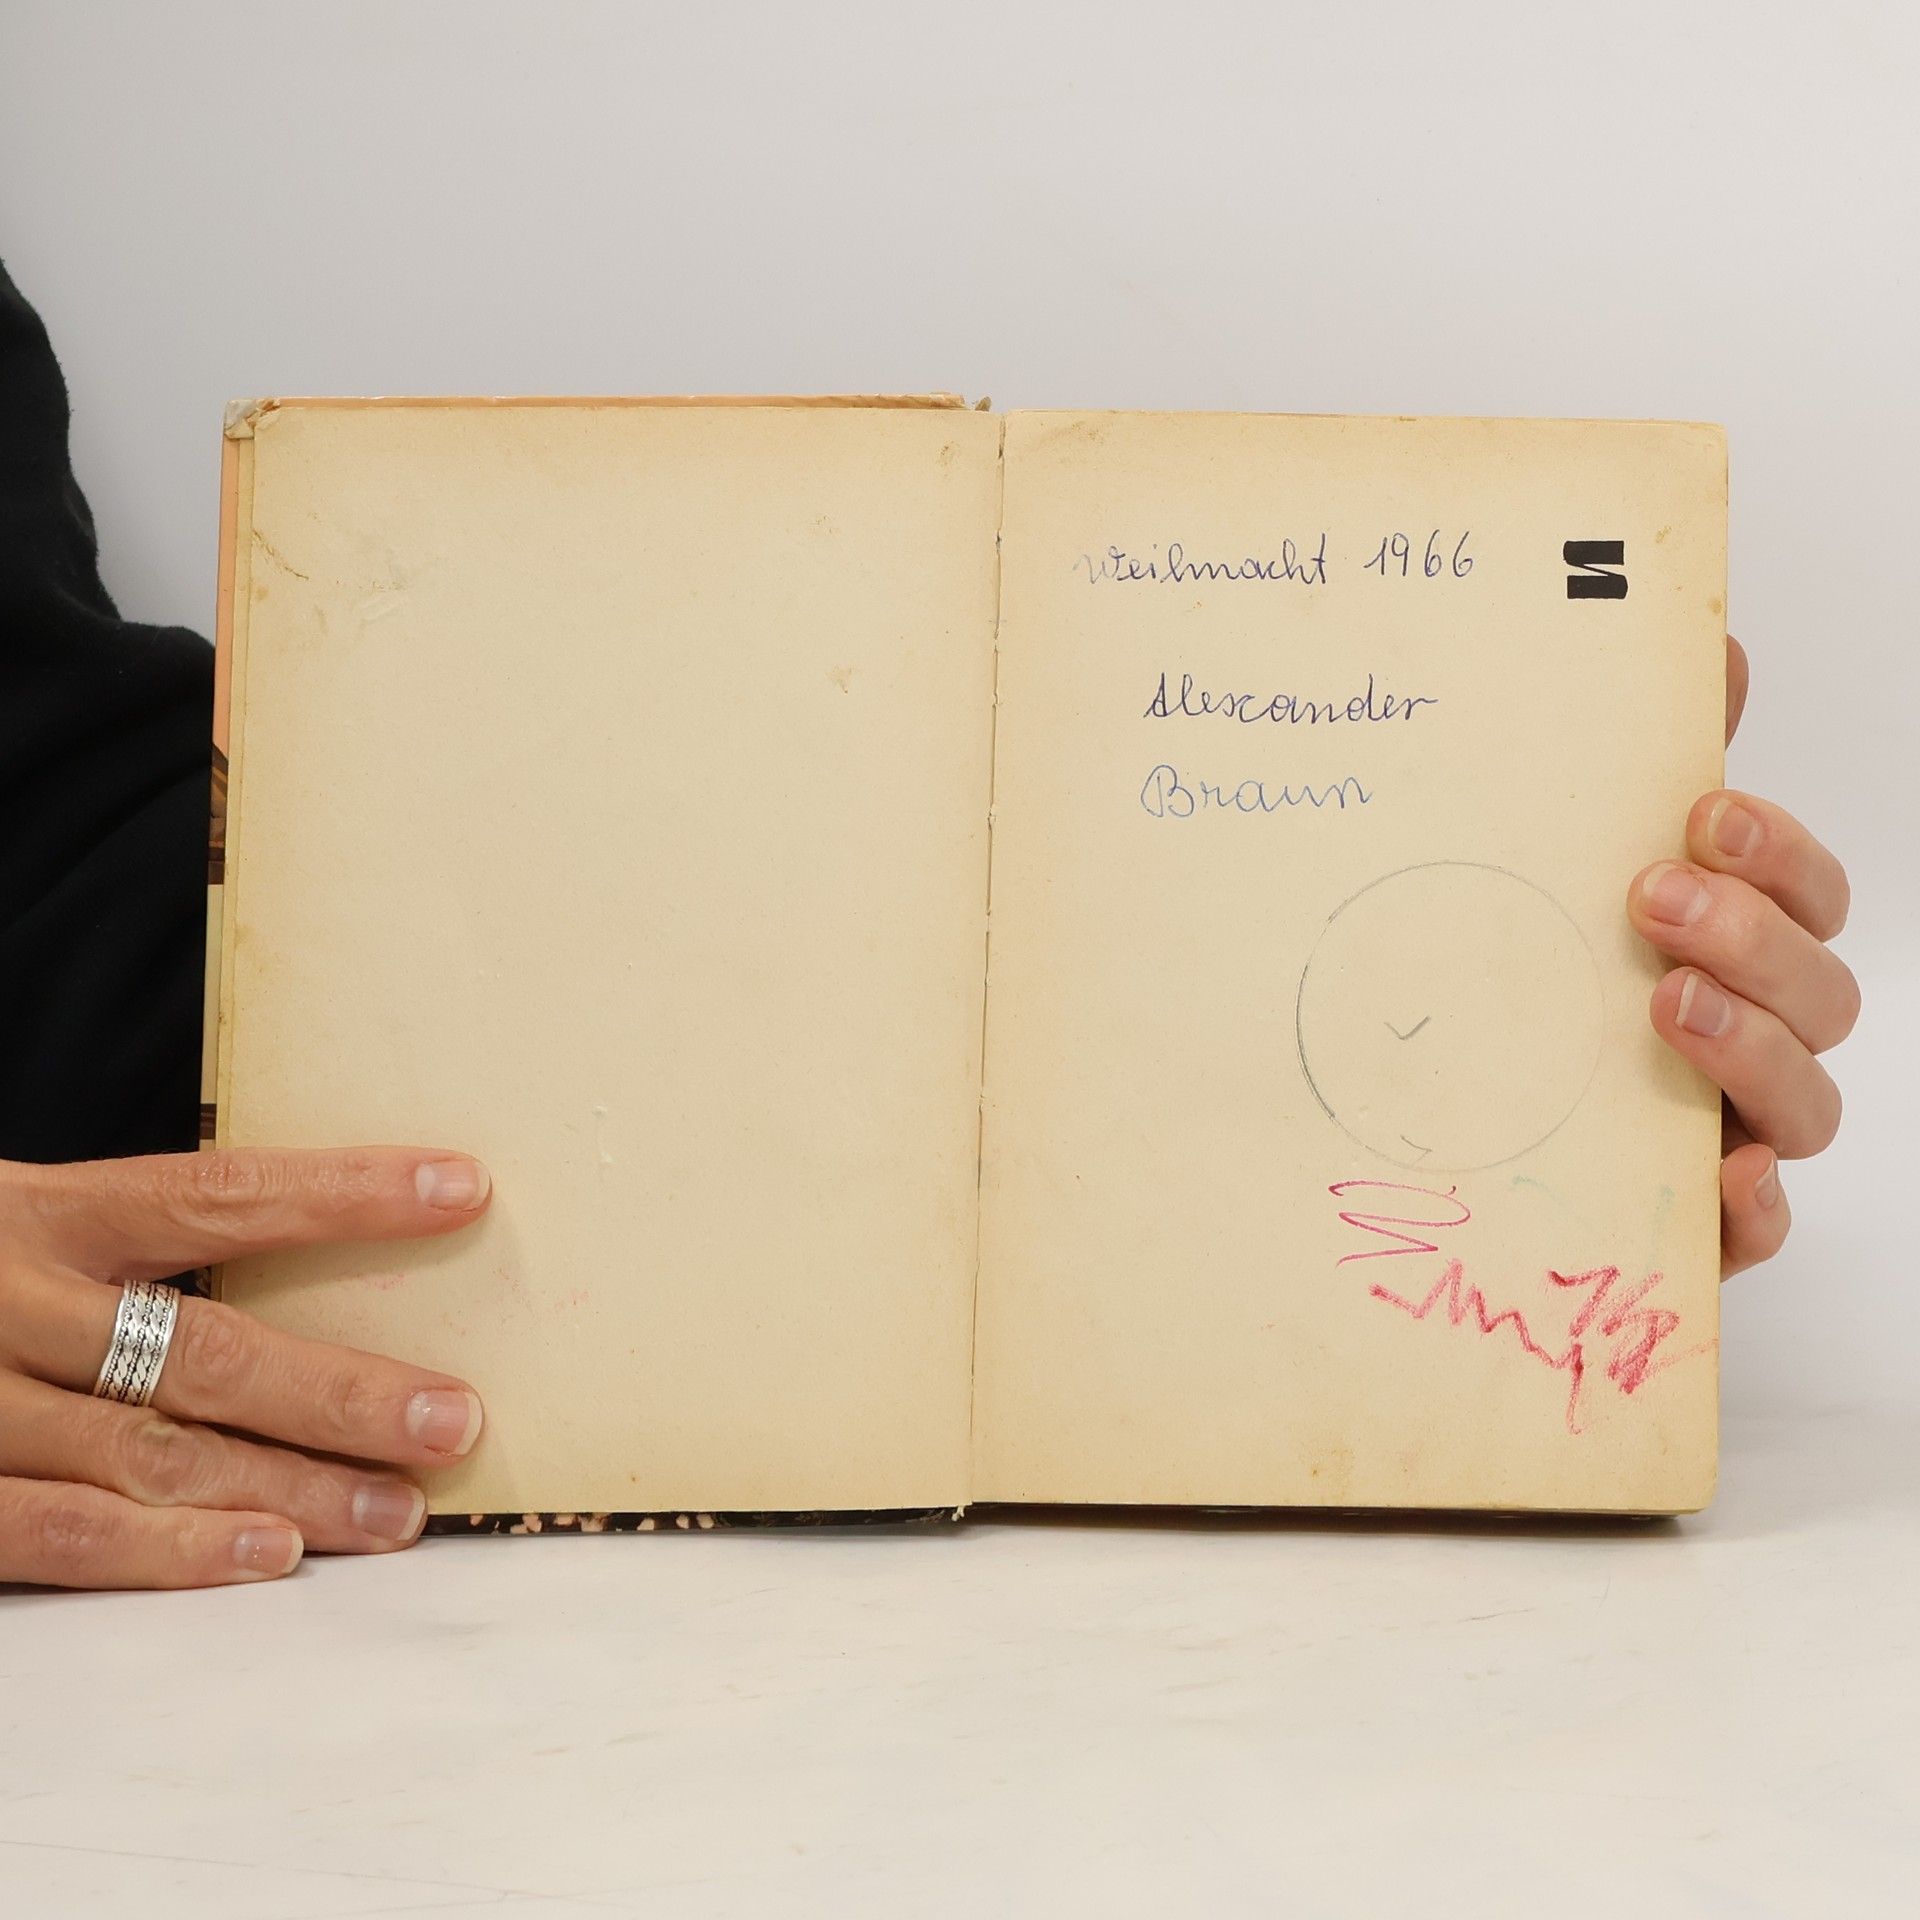 Weihnacht 1966
Alexander
Braun